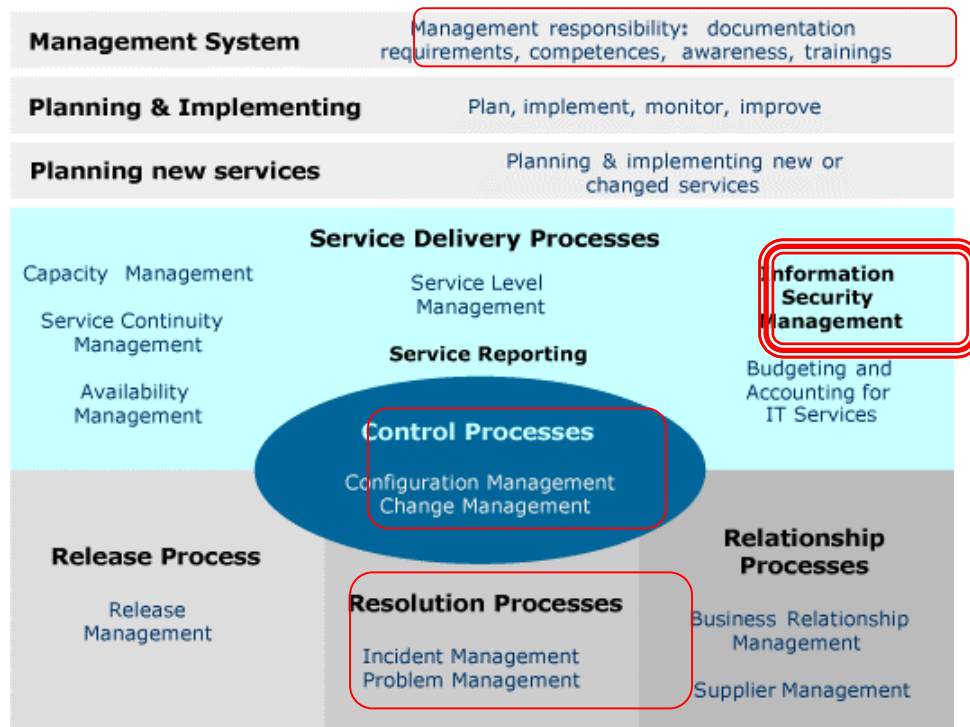 Management System
Management responsibility: documentation
requirements, competences, awareness, trainings
Planning & Implementing
Plan, implement, monitor, improve
Planning new services
Planning & implementing new or
changed services
Service Delivery Processes
Capacity Management
Service Continuity
Management
Availability
Management
Service Level
Management
Service Reporting
Information
Security
Management
Budgeting and
Accounting for
IT Services
Control Processes
Configuration Management
Change Management
Release Process
Release
Management
Resolution Processes
Incident Management
Problem Management
Relationship
Processes
Business Relationship
Management
Supplier Management